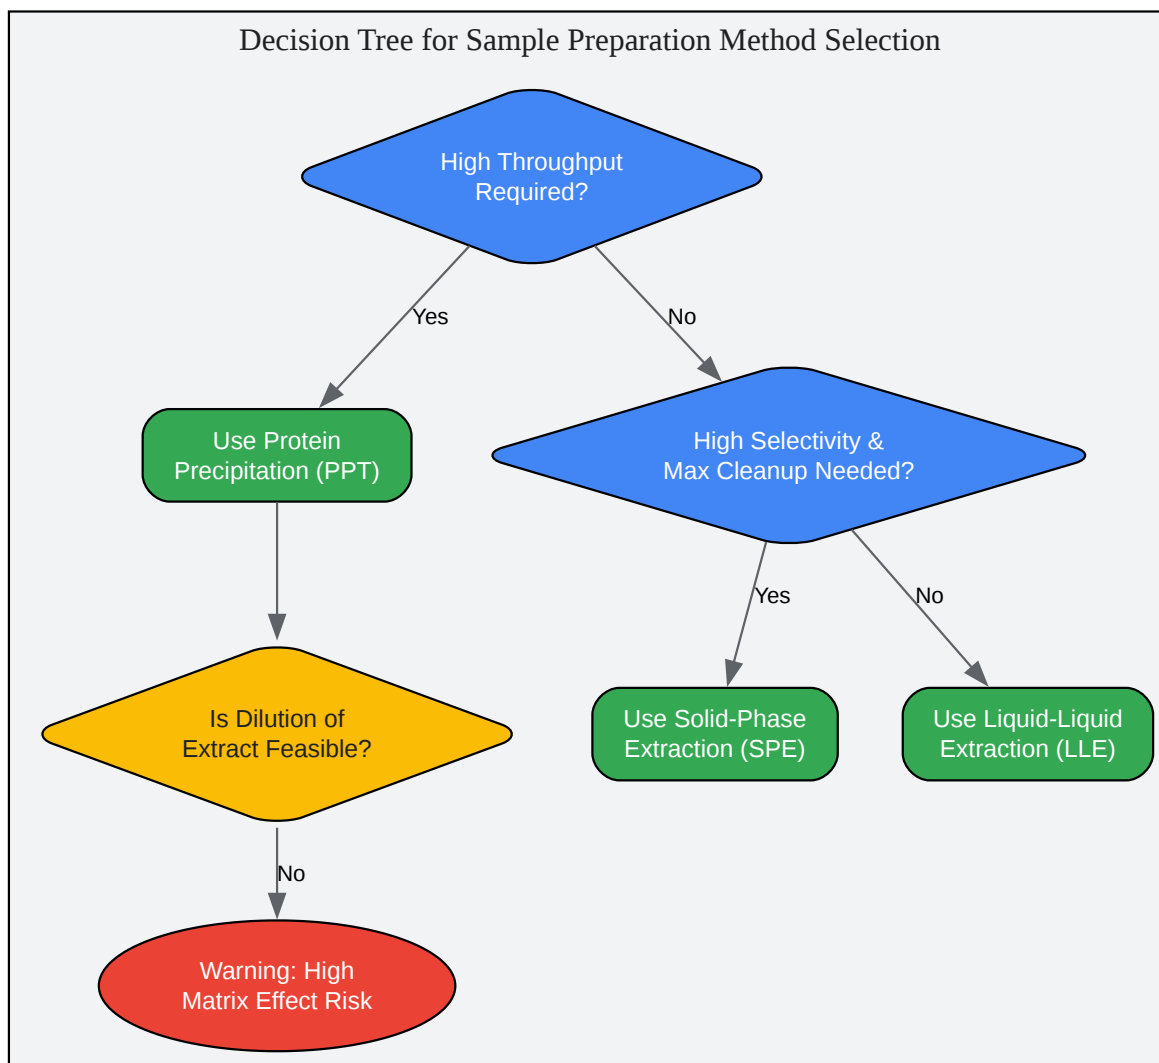 Decision Tree for Sample Preparation Method Selection
High Throughput
Required?
Yes
No
Use Protein
Precipitation (PPT)
High Selectivity &
Max Cleanup Needed?
Yes
No
Is Dilution of
Extract Feasible?
Use Solid-Phase
Extraction (SPE)
Use Liquid-Liquid
Extraction (LLE)
No
Warning: High
Matrix Effect Risk